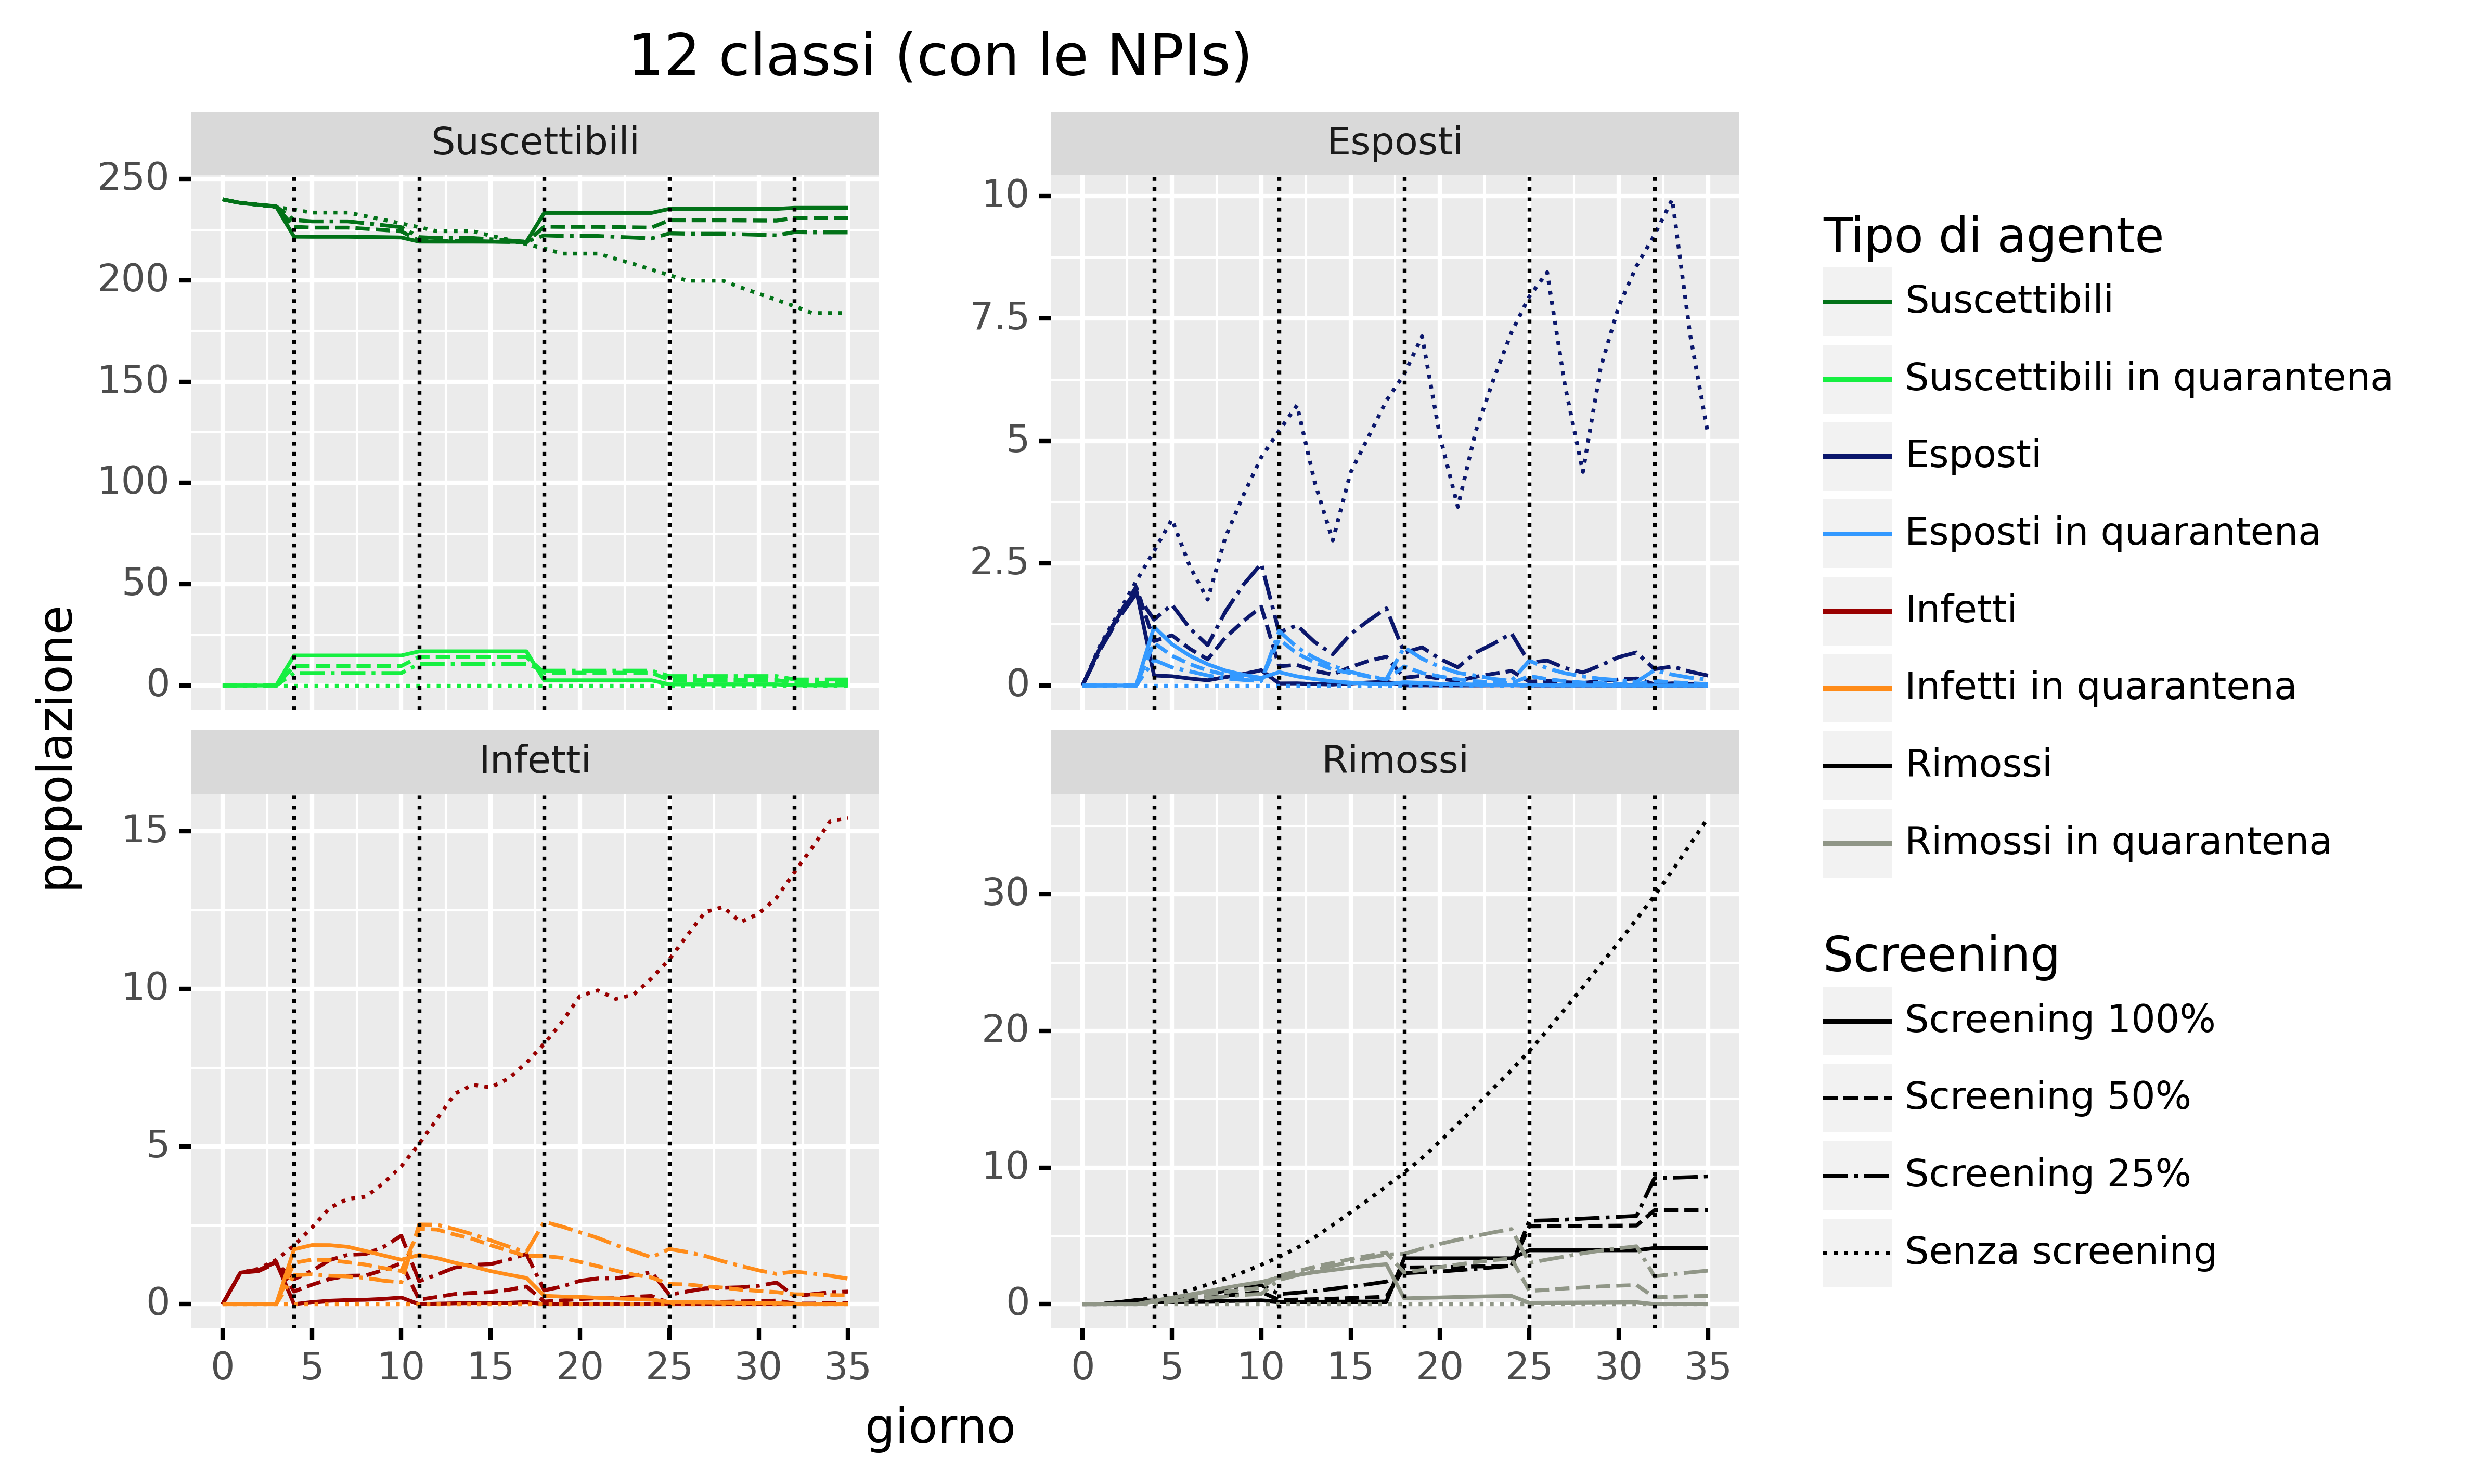 12 classi (con le NPIs)
Suscettibili
250
200
150
100
50
0
Esposti
10
7.5
5
2.5
0
Infetti
15
10
5
0
0 5 10 15 20 25 30 35
Rimossi
30
20
10
0
0 5 10 15 20 25 30 35
popolazione
giorno
Tipo di agente
Suscettibili
Suscettibili in quarantena
Esposti
Esposti in quarantena
Infetti
Infetti in quarantena
Rimossi
Rimossi in quarantena
Screening
Screening 100%
Screening 50%
Screening 25%
Senza screening